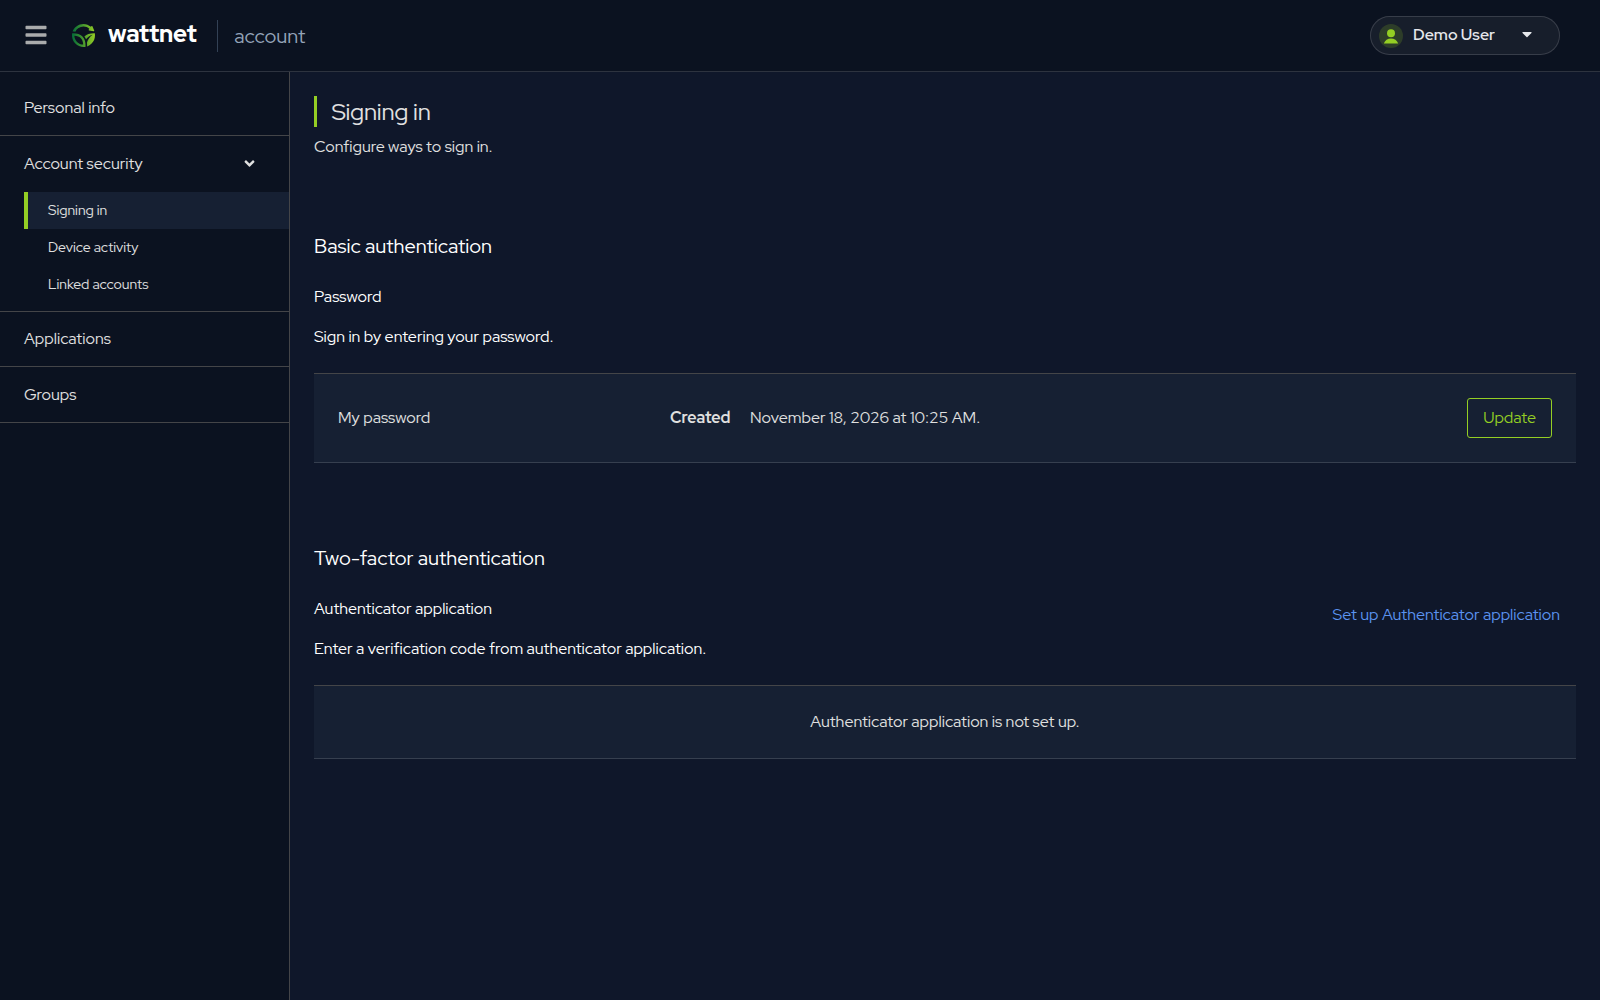 wattnet
account
Demo User
Personal info
Account security
Signing in
Device activity
Linked accounts
Applications
Groups
Signing in
Configure ways to sign in.
Basic authentication
Password
Sign in by entering your password.
My password
Created November 18, 2026 at 10:25 AM.
Update
Two-factor authentication
Authenticator application
Set up Authenticator application
Enter a verification code from authenticator application.
Authenticator application is not set up.